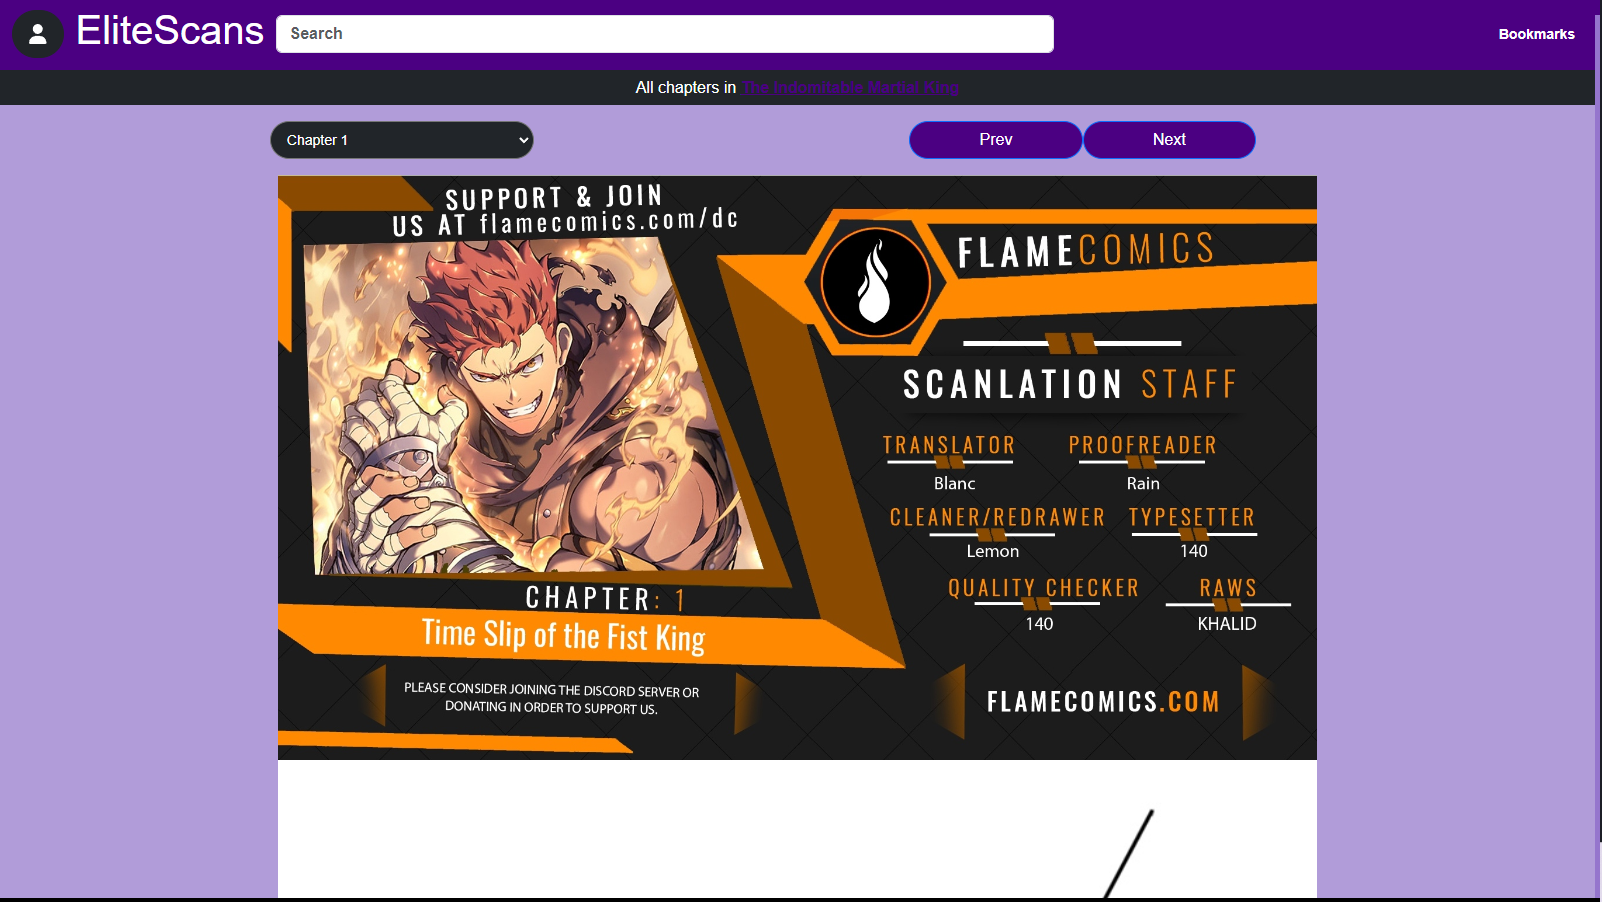 EliteScans
Search
Bookmarks
All chapters in The Indomitable Martial King
Chapter 1
Prev
Next
SUPPORT & JOIN
US AT flamecomics.com/dc
FLAMECOMICS
SCANLATION STAFF
TRANSLATOR
PROOFREADER
Blanc
Rain
CLEANER/REDRAWER
TYPESETTER
Lemon
140
QUALITY CHECKER
RAWS
140
KHALID
CHAPTER: 1
Time Slip of the Fist King
PLEASE CONSIDER JOINING THE DISCORD SERVER OR
DONATING IN ORDER TO SUPPORT US.
FLAMECOMICS.COM